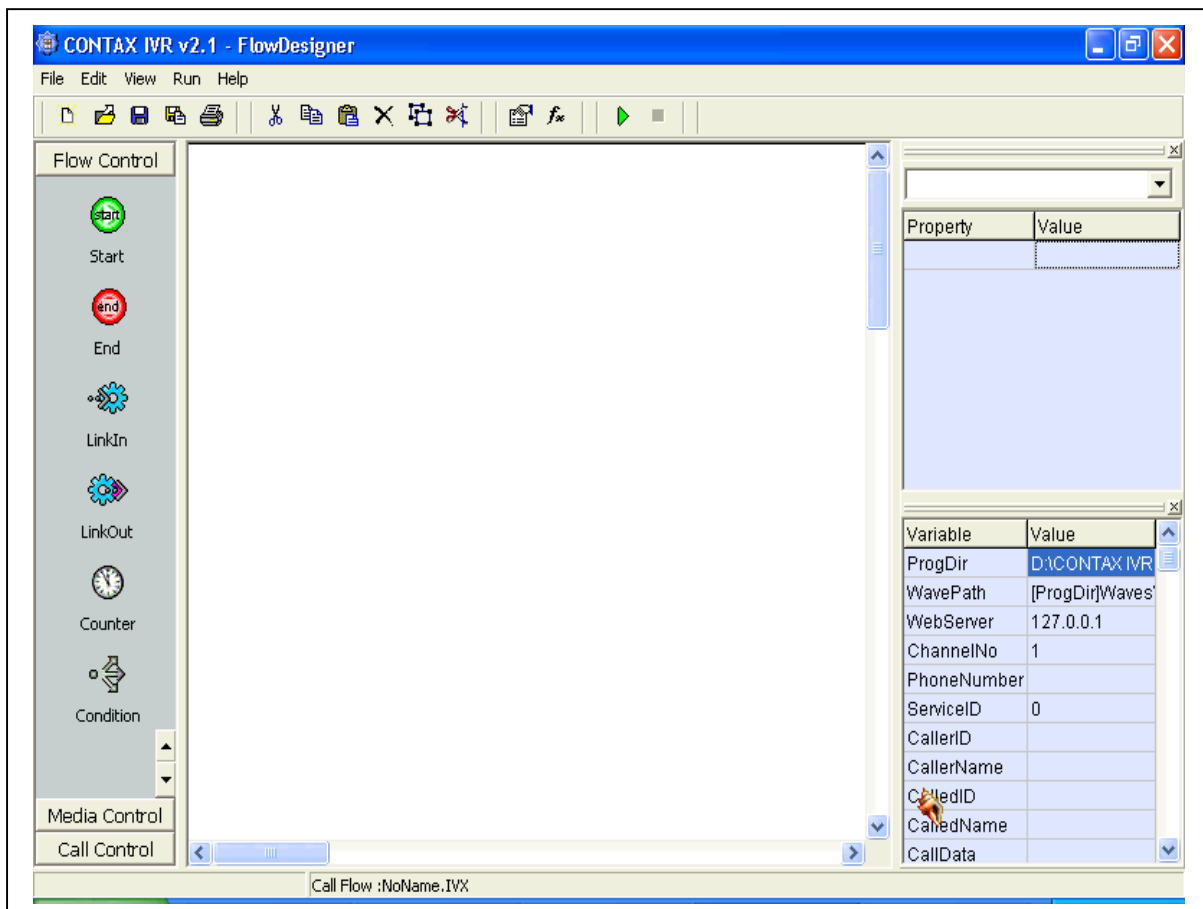 CONTAX IVR v2.1 - FlowDesigner
File Edit View Run Help
Flow Control
start
Start
end
End
LinkIn
LinkOut
Counter
Condition
Media Control
Call Control
Property Value
Variable Value
ProgDir D:\CONTAX IVR
WavePath [ProgDir]Waves
WebServer 127.0.0.1
ChannelNo 1
PhoneNumber
ServiceID 0
CallerID
CallerName
CalledID
CalledName
CallData
Call Flow :NoName.IVX